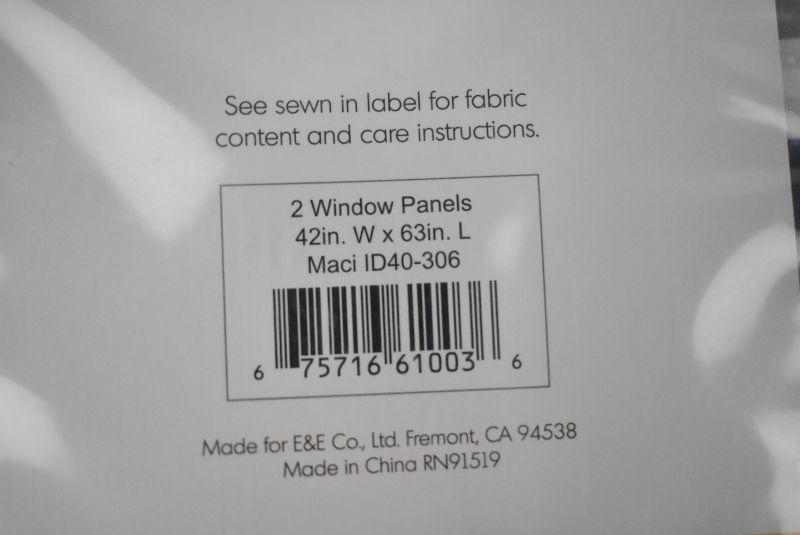 See sewn in label for fabric
content and care instructions.
2 Window Panels
42in. W x 63in. L
Maci ID40-306
6 75716 61003 6
Made for E&E Co., Ltd. Fremont, CA 94538
Made in China RN91519